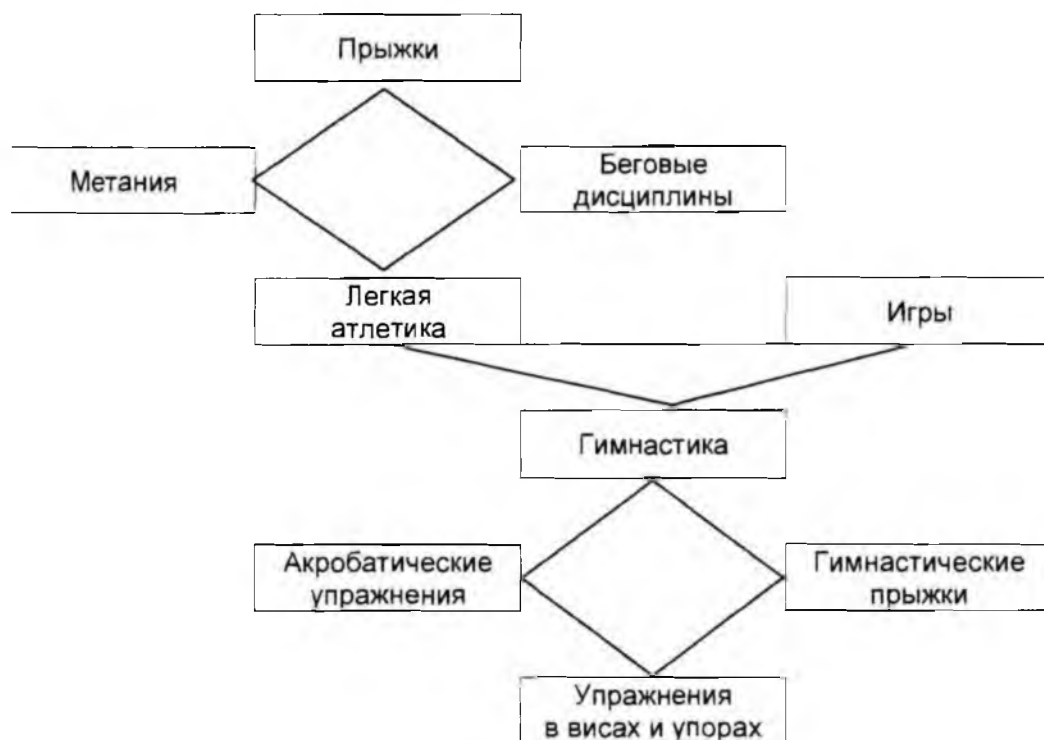 Прыжки
Метания
Беговые
дисциплины
Легкая
атлетика
Игры
Гимнастика
Акробатические
упражнения
Гимнастические
прыжки
Упражнения
в висах и упорах